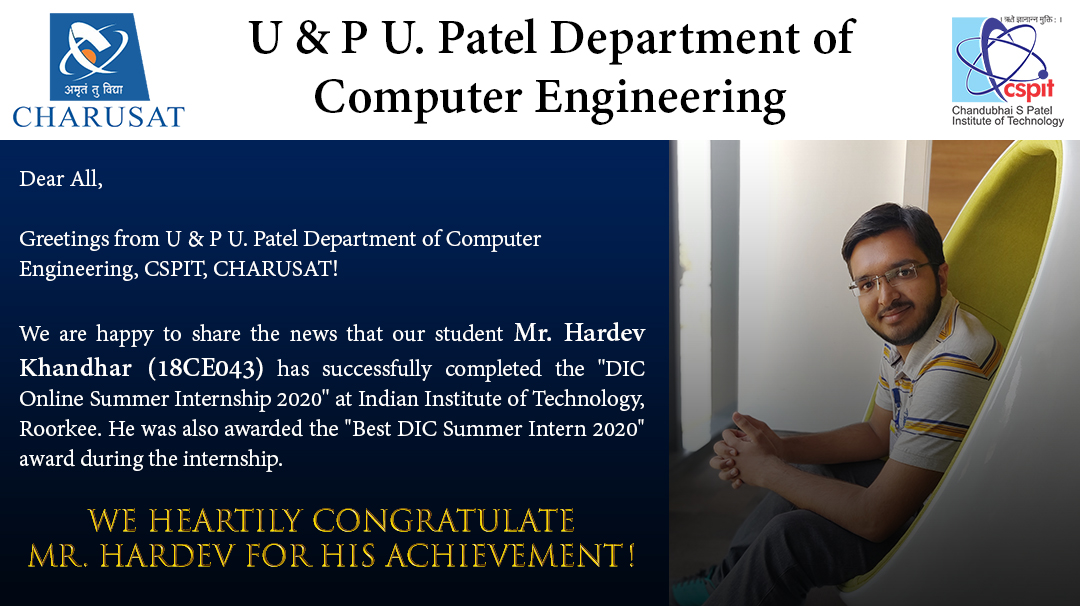 U & P U. Patel Department of
Computer Engineering
अमृतं तु विद्या
CHARUSAT
ऋते ज्ञानान्न मुक्तिः ।
cspit
Chandubhai S Patel
Institute of Technology
Dear All,
Greetings from U & P U. Patel Department of Computer
Engineering, CSPIT, CHARUSAT!
We are happy to share the news that our student Mr. Hardev
Khandhar (18CE043) has successfully completed the "DIC
Online Summer Internship 2020" at Indian Institute of Technology,
Roorkee. He was also awarded the "Best DIC Summer Intern 2020"
award during the internship.
WE HEARTILY CONGRATULATE
MR. HARDEV FOR HIS ACHIEVEMENT!